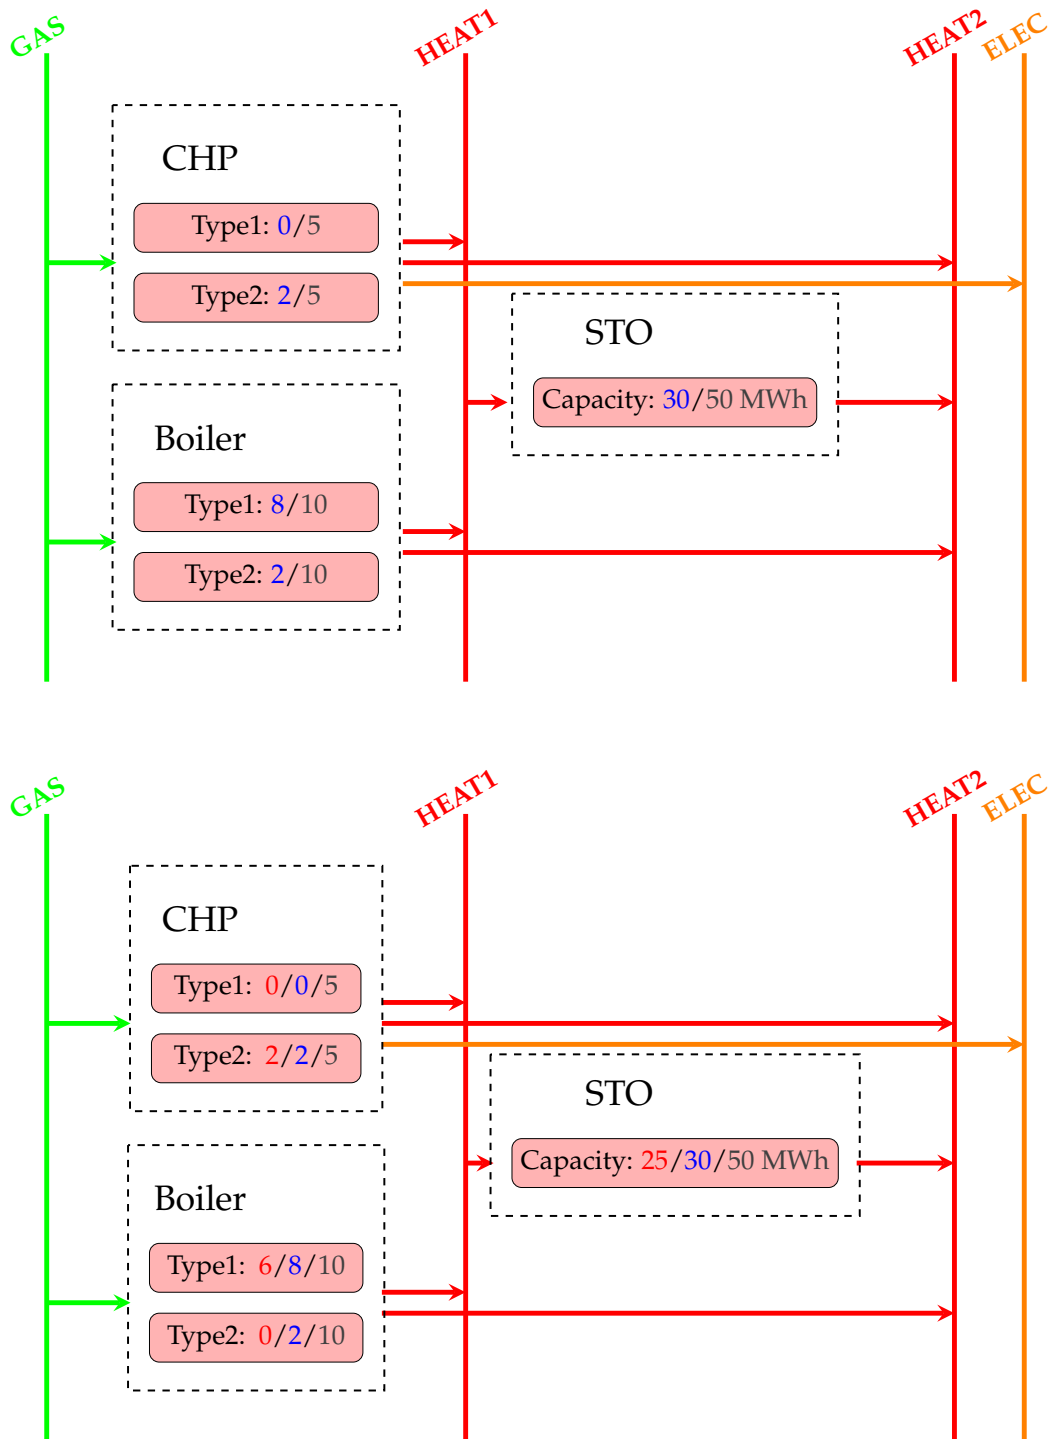 GAS
HEAT1
HEAT2
ELEC
CHP
Type1: 0/5
Type2: 2/5
STO
Capacity: 30/50 MWh
Boiler
Type1: 8/10
Type2: 2/10
GAS
HEAT1
HEAT2
ELEC
CHP
Type1: 0/0/5
Type2: 2/2/5
STO
Capacity: 25/30/50 MWh
Boiler
Type1: 6/8/10
Type2: 0/2/10